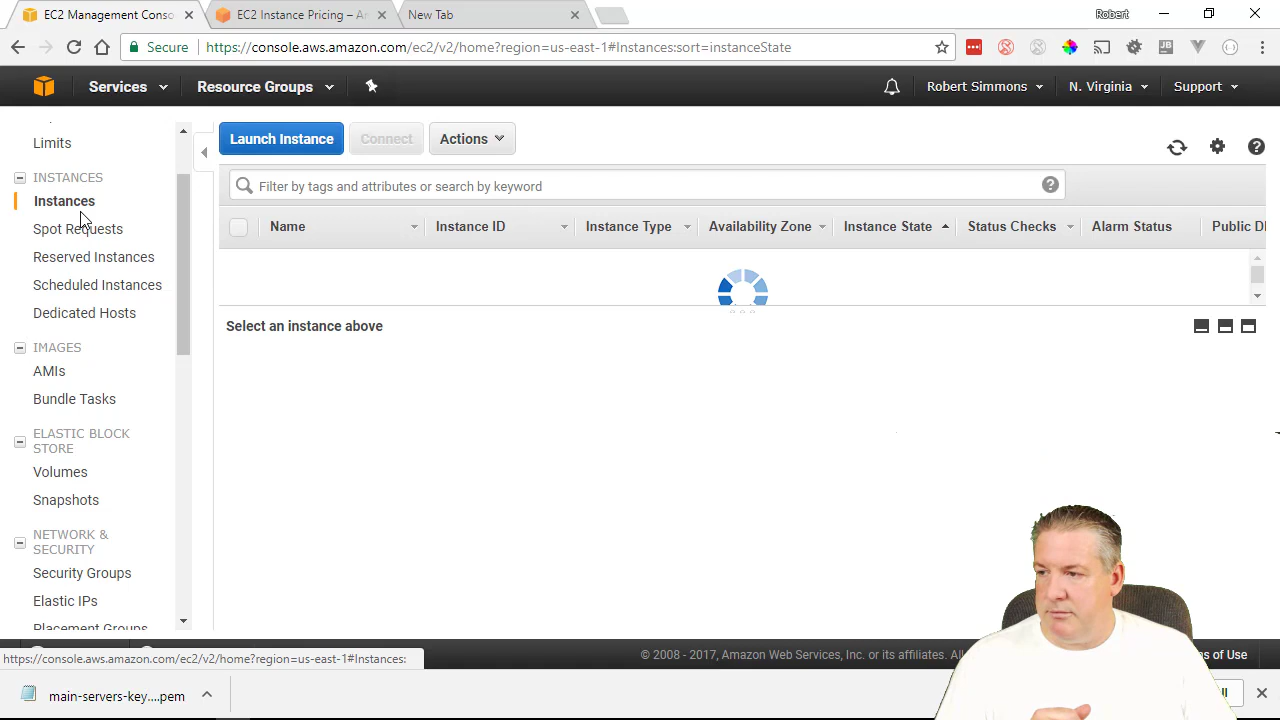 EC2 Management Conso
EC2 Instance Pricing – A
New Tab
Robert
Secure
https://console.aws.amazon.com/ec2/v2/home?region=us-east-1#Instances:sort=instanceState
Services
Resource Groups
Robert Simmons
N. Virginia
Support
Limits
INSTANCES
Instances
Spot Requests
Reserved Instances
Scheduled Instances
Dedicated Hosts
IMAGES
AMIs
Bundle Tasks
ELASTIC BLOCK
STORE
Volumes
Snapshots
NETWORK &
SECURITY
Security Groups
Elastic IPs
Placement Groups
Launch Instance
Connect
Actions
Filter by tags and attributes or search by keyword
Name
Instance ID
Instance Type
Availability Zone
Instance State
Status Checks
Alarm Status
Public D
Select an instance above
© 2008 - 2017, Amazon Web Services, Inc. or its affiliates. All
of Use
https://console.aws.amazon.com/ec2/v2/home?region=us-east-1#Instances:
main-servers-key....pem